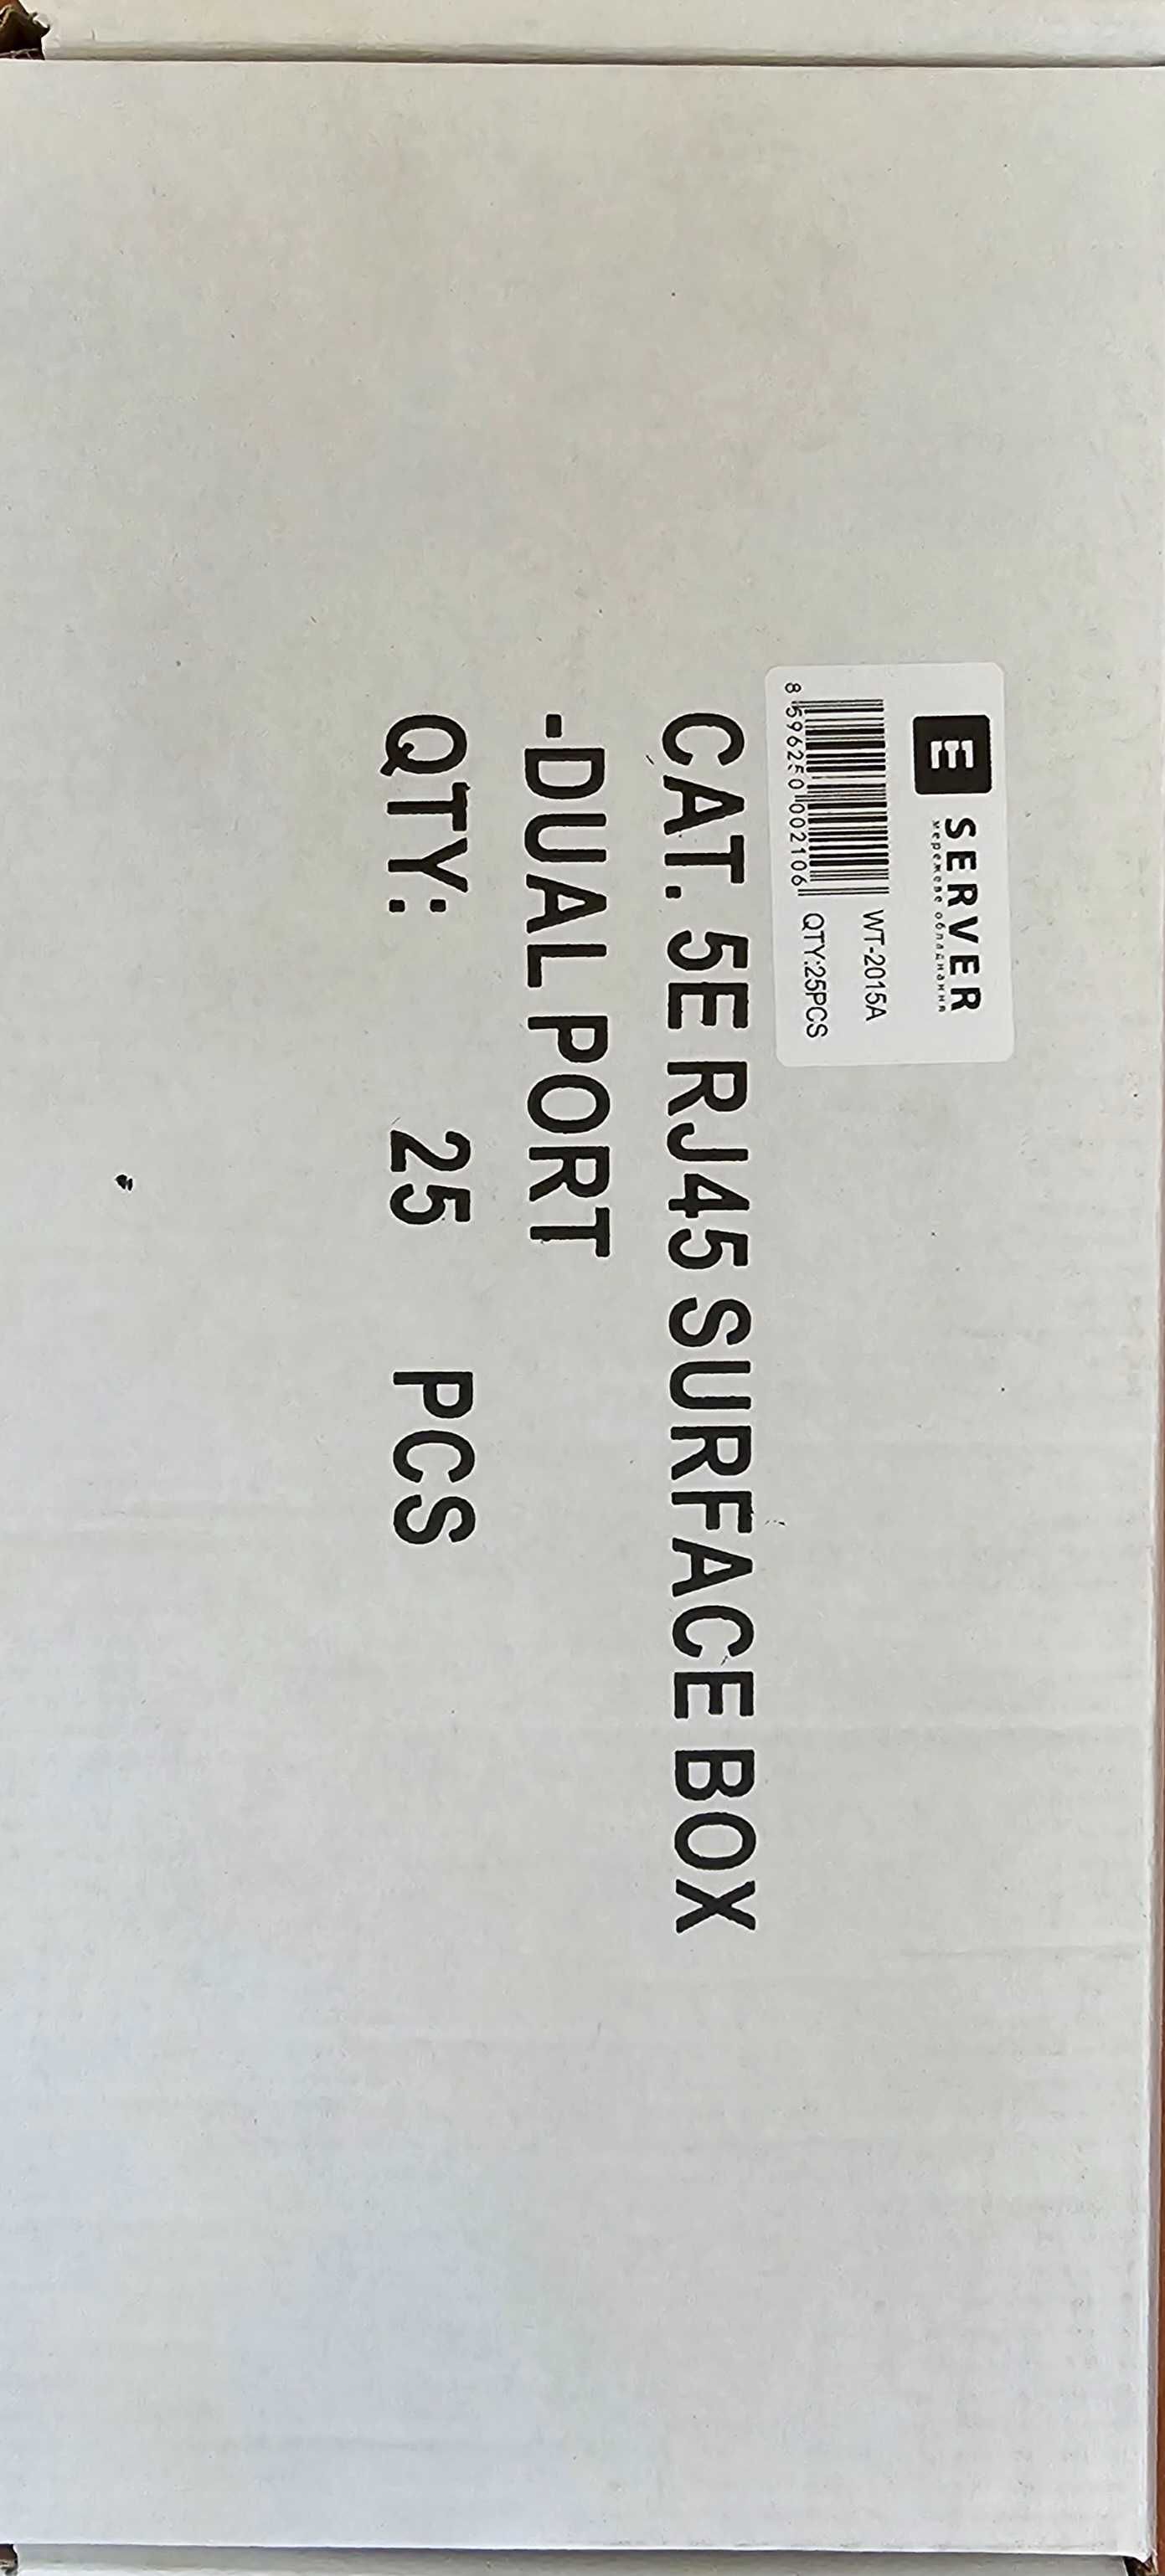 E SERVER
мережеве обладнання
WT-2015A
8 596250 002106
QTY:25PCS
CAT. 5E RJ45 SURFACE BOX
-DUAL PORT
QTY: 25 PCS